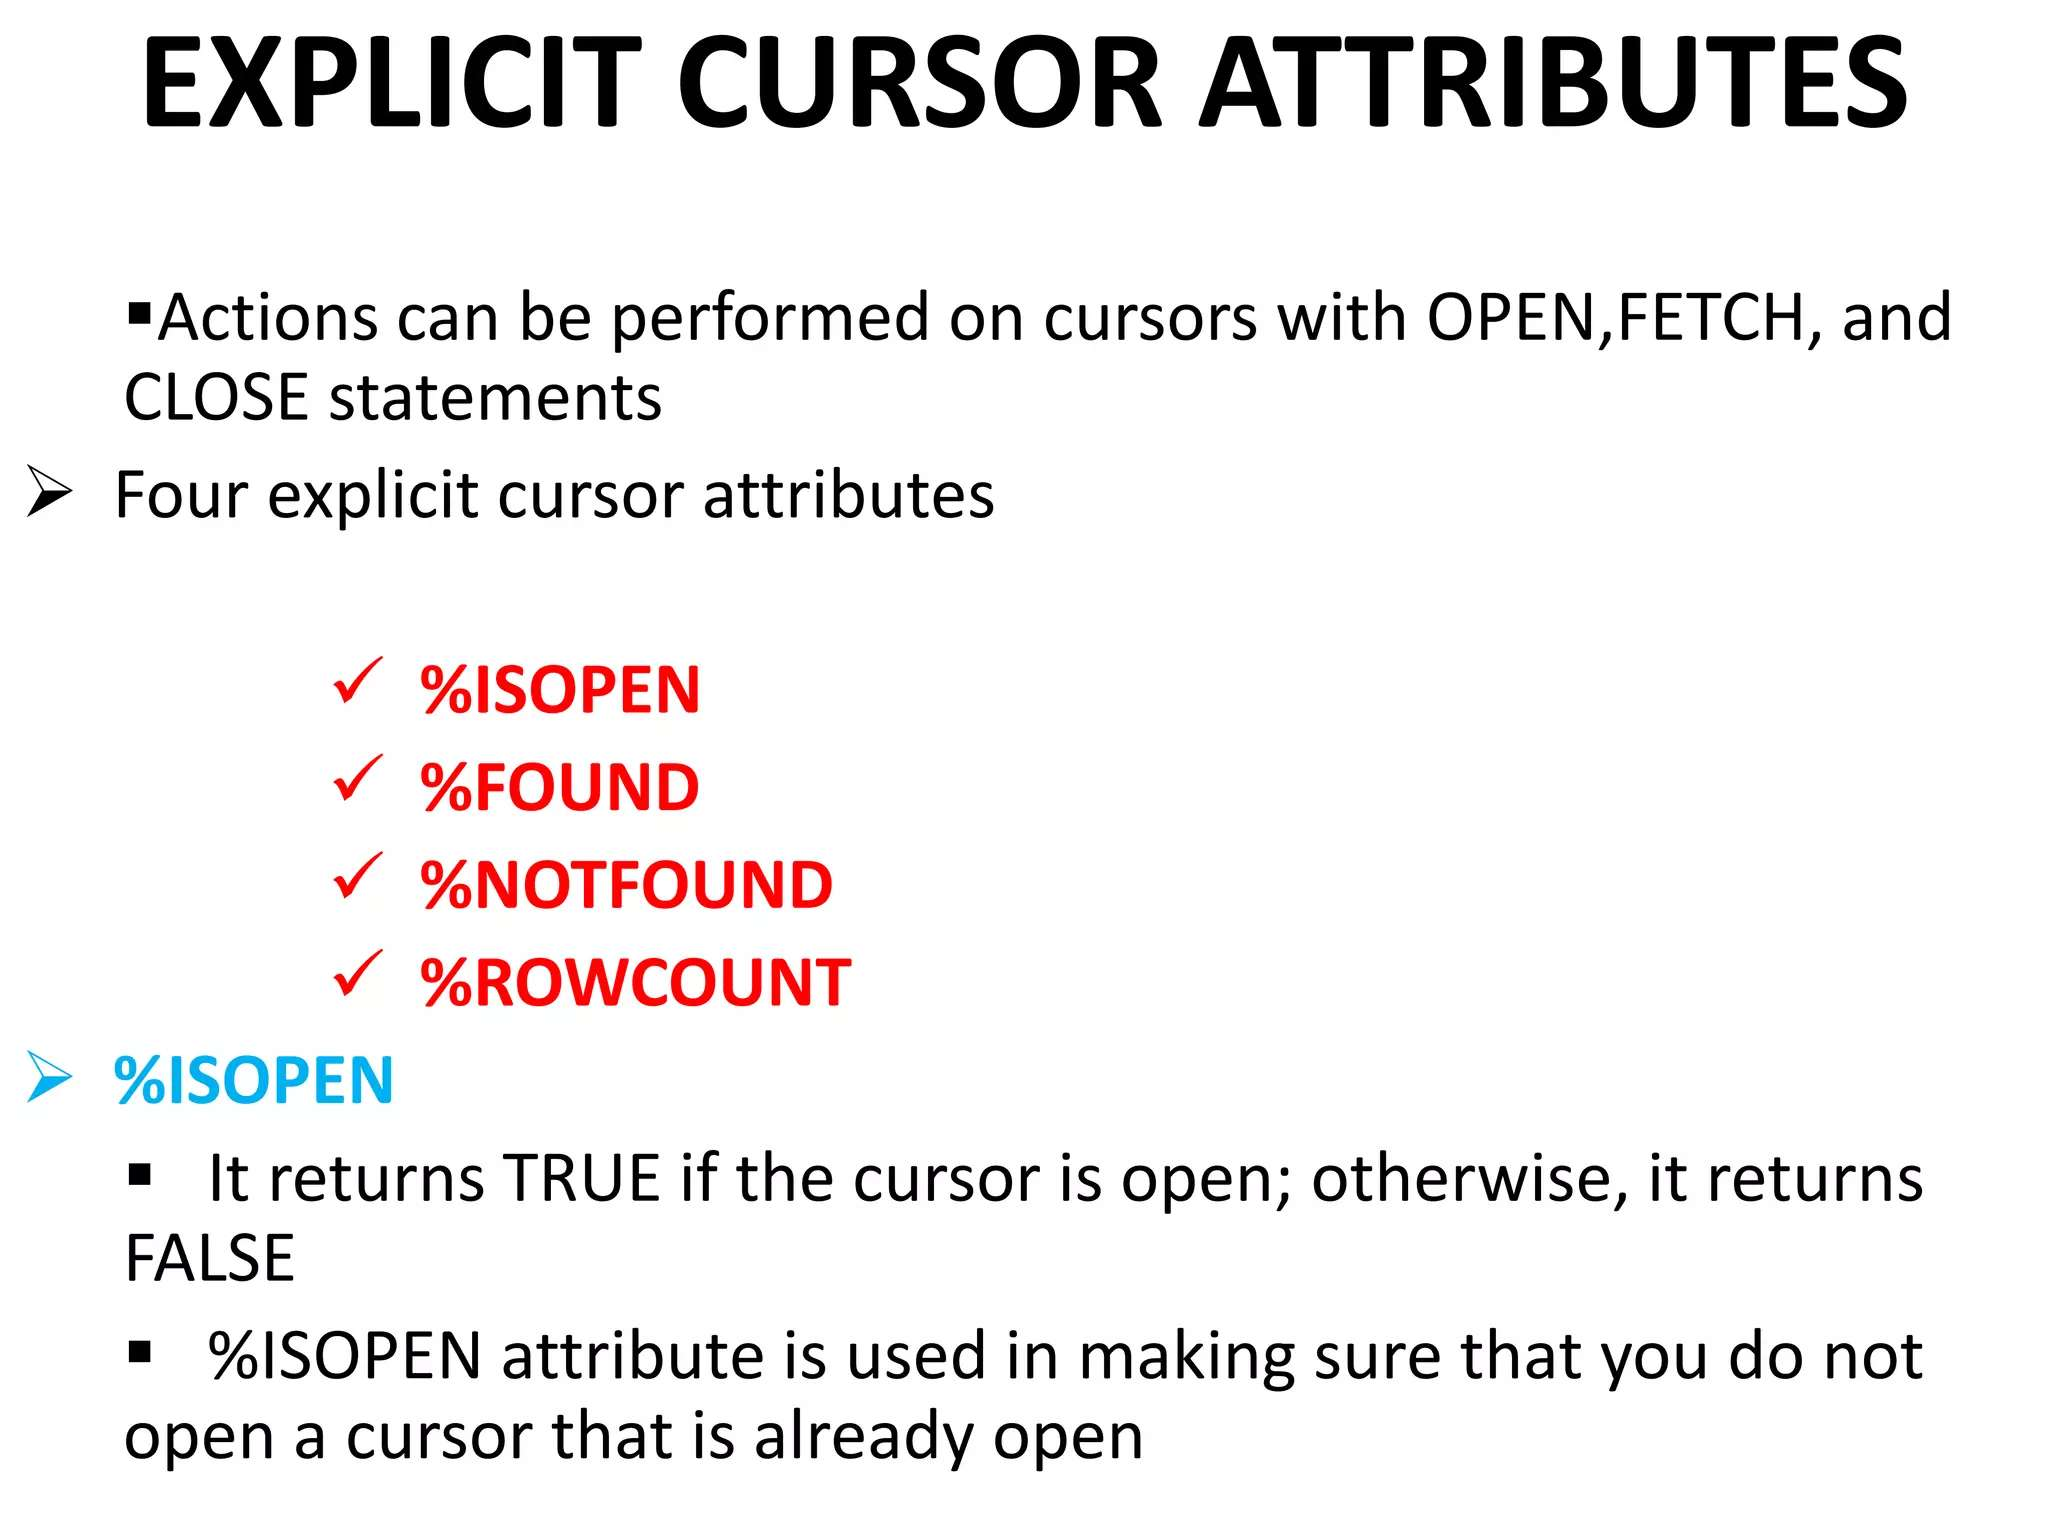 EXPLICIT CURSOR ATTRIBUTES
▪Actions can be performed on cursors with OPEN,FETCH, and
CLOSE statements
➢ Four explicit cursor attributes
✓ %ISOPEN
✓ %FOUND
✓ %NOTFOUND
✓ %ROWCOUNT
➢ %ISOPEN
▪ It returns TRUE if the cursor is open; otherwise, it returns
FALSE
▪ %ISOPEN attribute is used in making sure that you do not
open a cursor that is already open